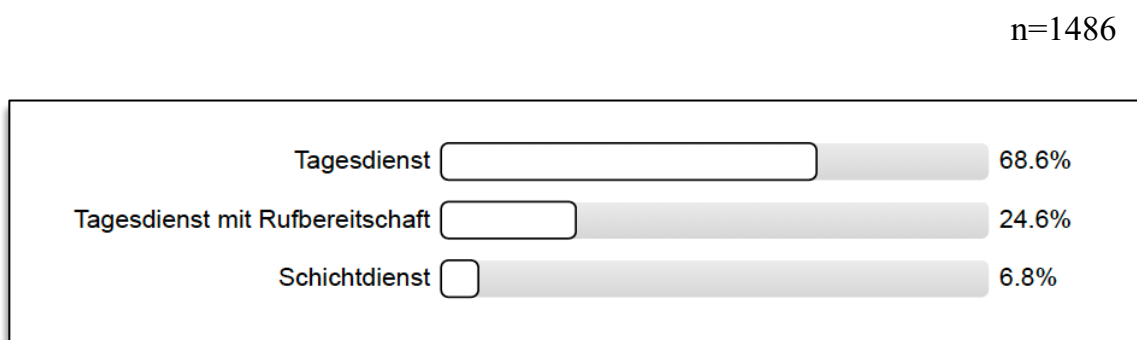 n=1486
Tagesdienst 68.6%
Tagesdienst mit Rufbereitschaft 24.6%
Schichtdienst 6.8%